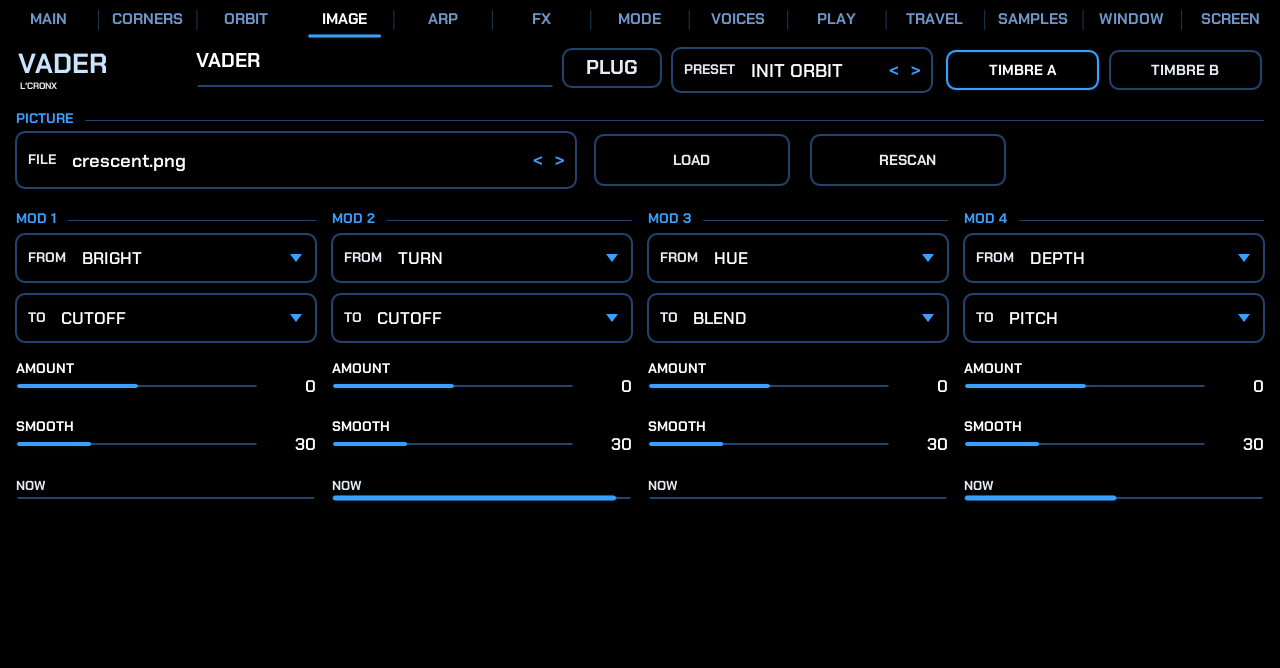 MAIN CORNERS ORBIT IMAGE ARP FX MODE VOICES PLAY TRAVEL SAMPLES WINDOW SCREEN
VADER
L'CRONX
VADER
PLUG
PRESET INIT ORBIT < >
TIMBRE A
TIMBRE B
PICTURE
FILE crescent.png < >
LOAD
RESCAN
MOD 1 MOD 2 MOD 3 MOD 4
FROM BRIGHT FROM TURN FROM HUE FROM DEPTH
TO CUTOFF TO CUTOFF TO BLEND TO PITCH
AMOUNT AMOUNT AMOUNT AMOUNT
0 0 0 0
SMOOTH SMOOTH SMOOTH SMOOTH
30 30 30 30
NOW NOW NOW NOW